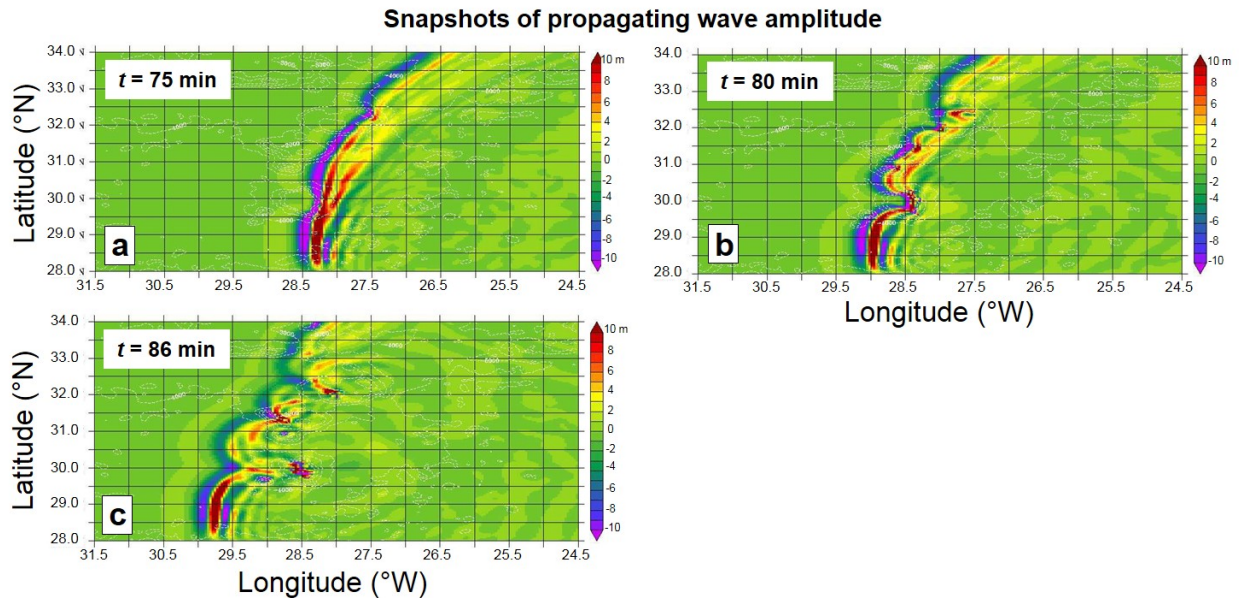 Snapshots of propagating wave amplitude
t = 75 min
a
Latitude (°N)
34.0 N
33.0 N
32.0 N
31.0 N
30.0 N
29.0 N
28.0 N
31.5 30.5 29.5 28.5 27.5 26.5 25.5 24.5
10 m
8
6
4
2
0
-2
-4
-6
-8
-10
t = 80 min
b
34.0
33.0
32.0
31.0
30.0
29.0
28.0
31.5 30.5 29.5 28.5 27.5 26.5 25.5 24.5
Longitude (°W)
10 m
8
6
4
2
0
-2
-4
-6
-8
-10
t = 86 min
c
Latitude (°N)
34.0
33.0
32.0
31.0
30.0
29.0
28.0
31.5 30.5 29.5 28.5 27.5 26.5 25.5 24.5
Longitude (°W)
10 m
8
6
4
2
0
-2
-4
-6
-8
-10